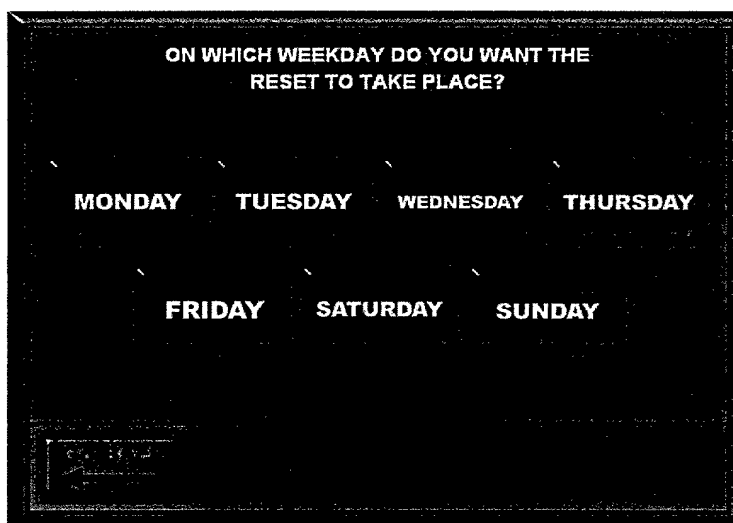 ON WHICH WEEKDAY DO YOU WANT THE
RESET TO TAKE PLACE?
MONDAY TUESDAY WEDNESDAY THURSDAY
FRIDAY SATURDAY SUNDAY